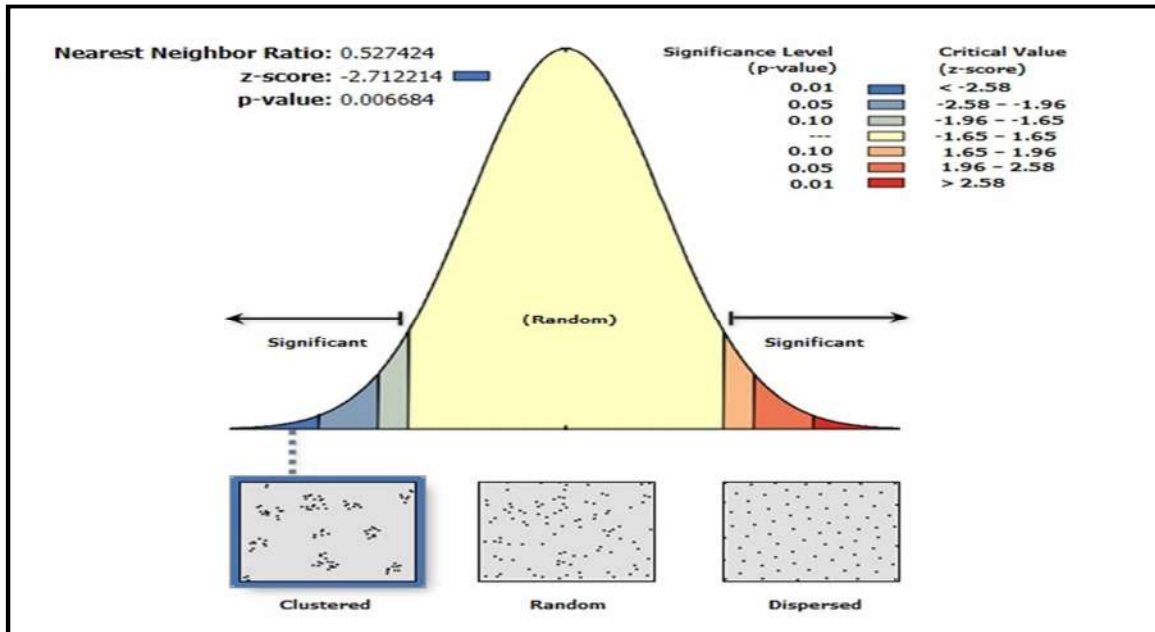 Nearest Neighbor Ratio: 0.527424
z-score: -2.712214
p-value: 0.006684
Significance Level
(p-value)
Critical Value
(z-score)
0.01 < -2.58
0.05 -2.58 – -1.96
0.10 -1.96 – -1.65
--- -1.65 – 1.65
0.10 1.65 – 1.96
0.05 1.96 – 2.58
0.01 > 2.58
Significant
(Random)
Significant
Clustered
Random
Dispersed